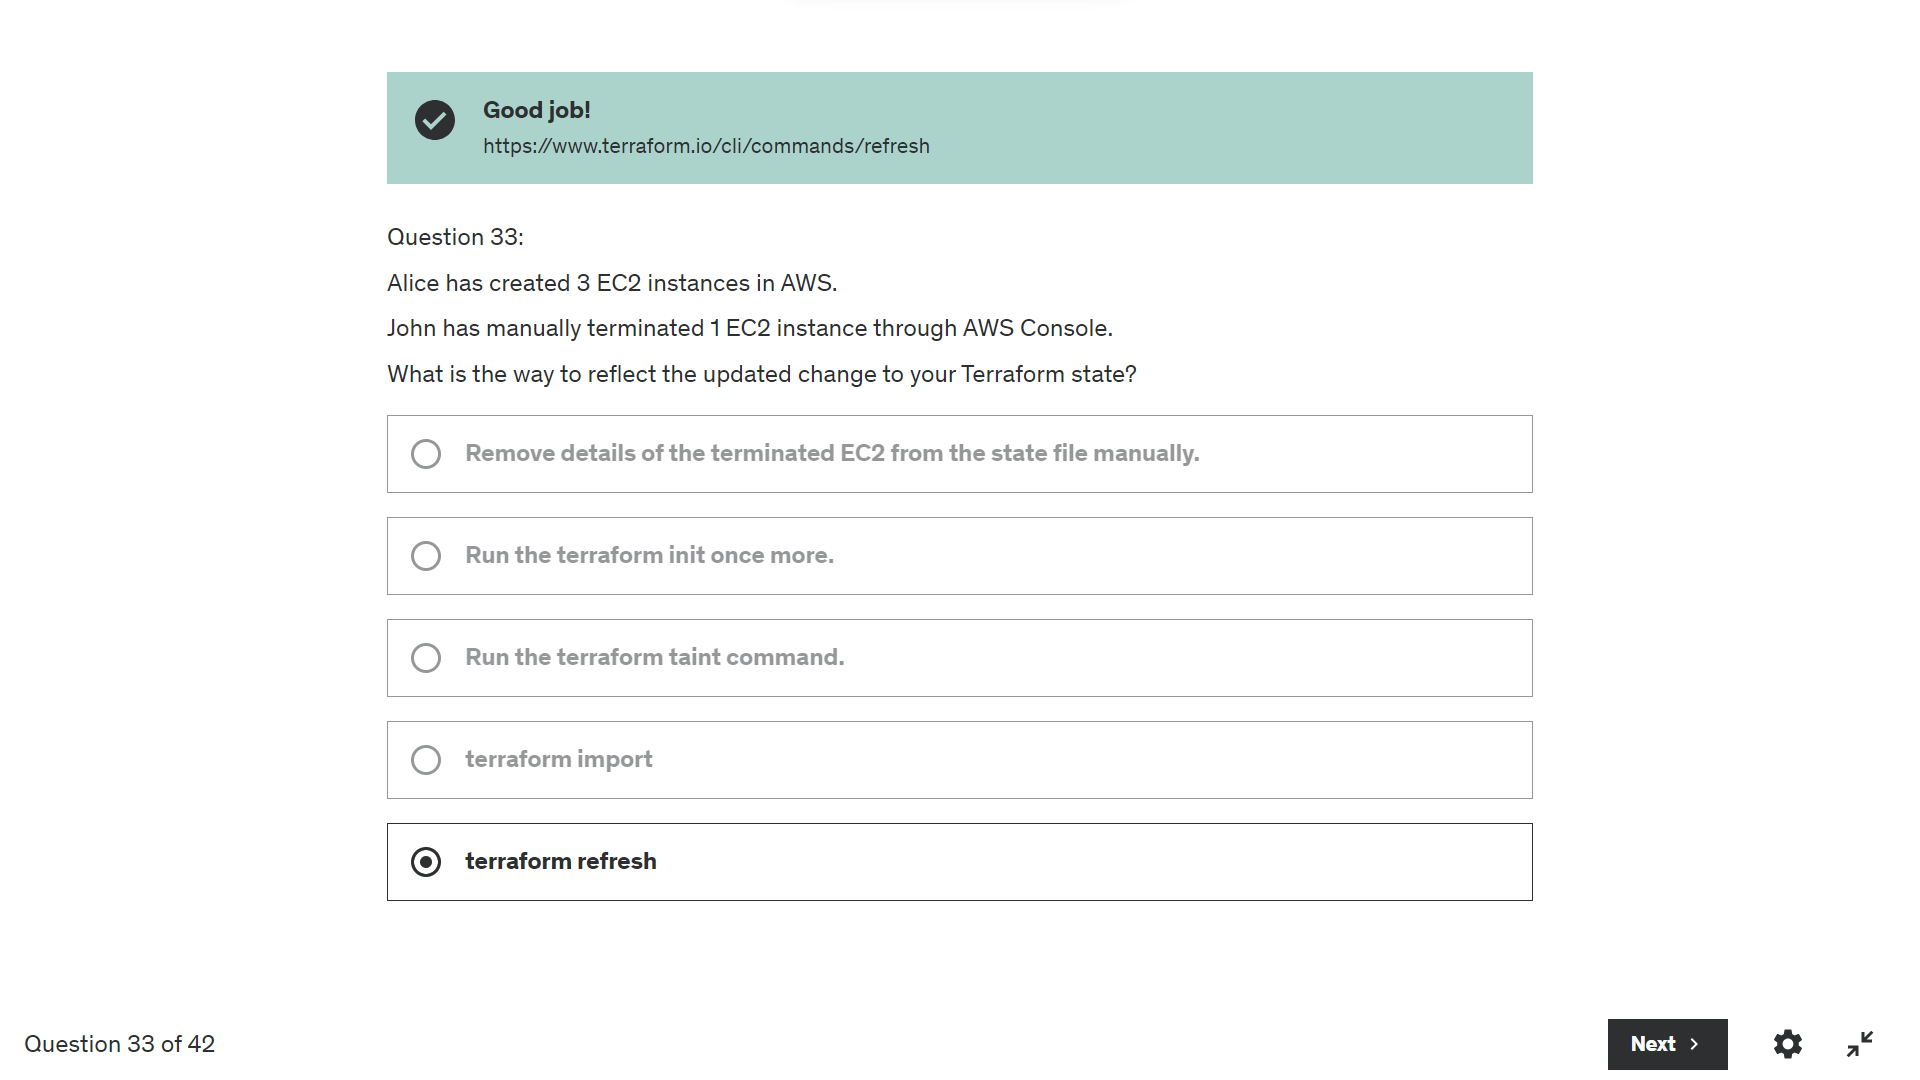 Good job!
https://www.terraform.io/cli/commands/refresh
Question 33:
Alice has created 3 EC2 instances in AWS.
John has manually terminated 1 EC2 instance through AWS Console.
What is the way to reflect the updated change to your Terraform state?
Remove details of the terminated EC2 from the state file manually.
Run the terraform init once more.
Run the terraform taint command.
terraform import
terraform refresh
Question 33 of 42
Next